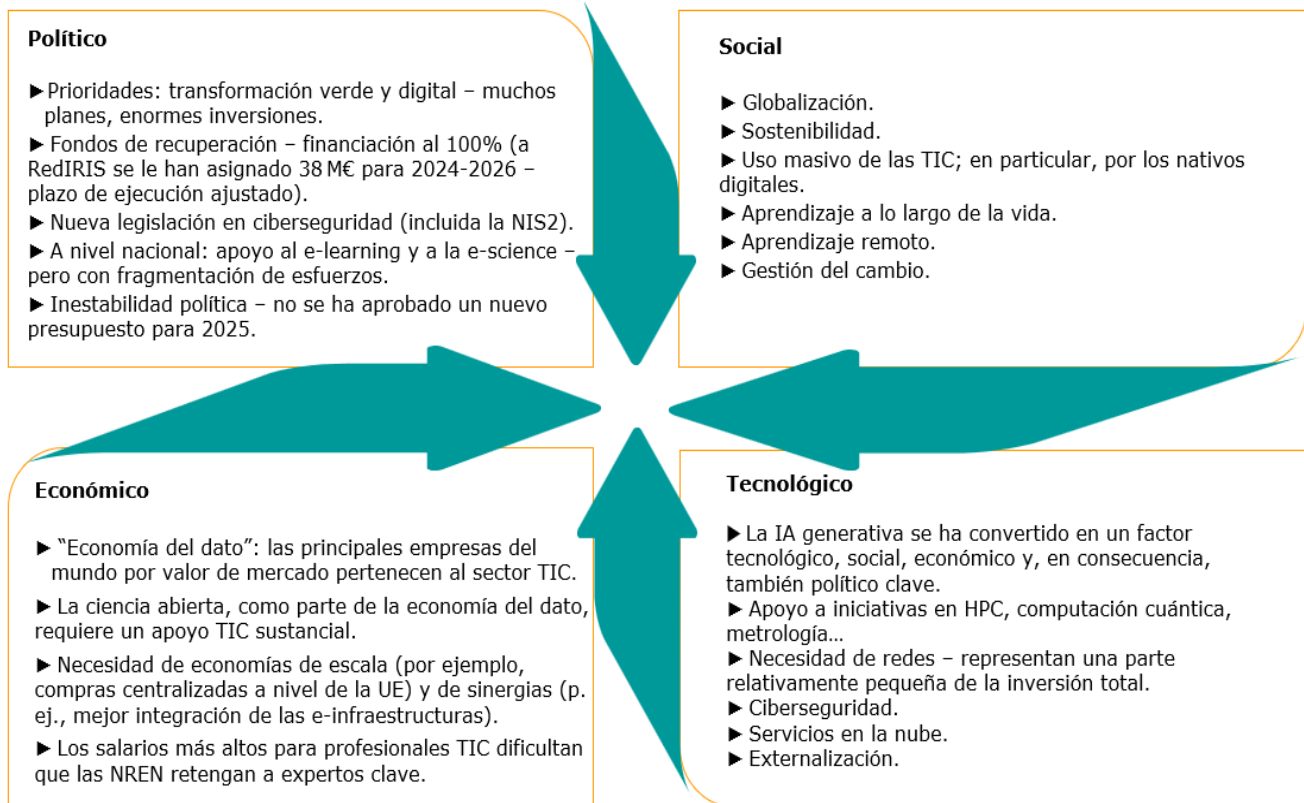 Político
►Prioridades: transformación verde y digital – muchos
planes, enormes inversiones.
► Fondos de recuperación – financiación al 100% (a
RedIRIS se le han asignado 38 M€ para 2024-2026 –
plazo de ejecución ajustado).
► Nueva legislación en ciberseguridad (incluida la NIS2).
► A nivel nacional: apoyo al e-learning y a la e-science –
pero con fragmentación de esfuerzos.
► Inestabilidad política – no se ha aprobado un nuevo
presupuesto para 2025.
Social
► Globalización.
► Sostenibilidad.
► Uso masivo de las TIC; en particular, por los nativos
digitales.
► Aprendizaje a lo largo de la vida.
► Aprendizaje remoto.
► Gestión del cambio.
Económico
► “Economía del dato”: las principales empresas del
mundo por valor de mercado pertenecen al sector TIC.
► La ciencia abierta, como parte de la economía del dato,
requiere un apoyo TIC sustancial.
► Necesidad de economías de escala (por ejemplo,
compras centralizadas a nivel de la UE) y de sinergias (p.
ej., mejor integración de las e-infraestructuras).
► Los salarios más altos para profesionales TIC dificultan
que las NREN retengan a expertos clave.
Tecnológico
► La IA generativa se ha convertido en un factor
tecnológico, social, económico y, en consecuencia,
también político clave.
► Apoyo a iniciativas en HPC, computación cuántica,
metrología…
► Necesidad de redes – representan una parte
relativamente pequeña de la inversión total.
► Ciberseguridad.
► Servicios en la nube.
► Externalización.